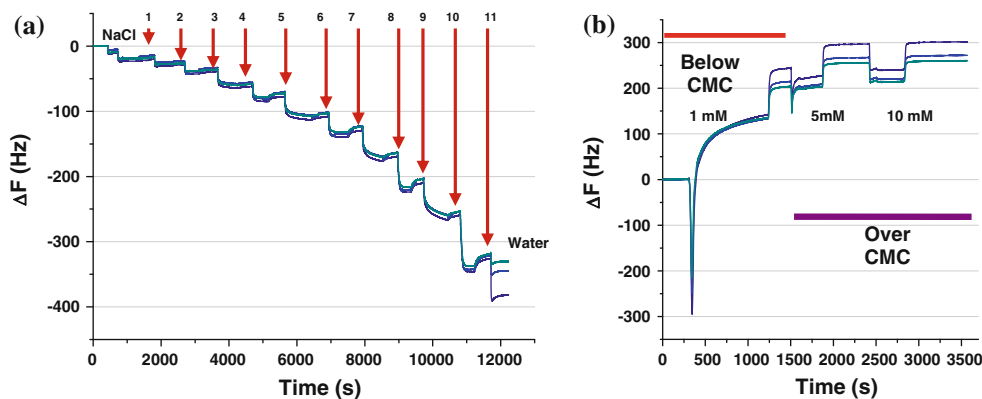 (a)
NaCl
1 2 3 4 5 6 7 8 9 10 11
0
-100
-200
-300
-400
ΔF (Hz)
Water
0 2000 4000 6000 8000 10000 12000
Time (s)
(b)
300
200
100
0
-100
-200
-300
ΔF (Hz)
Below
CMC
1 mM 5mM 10 mM
Over
CMC
0 500 1000 1500 2000 2500 3000 3500
Time (s)